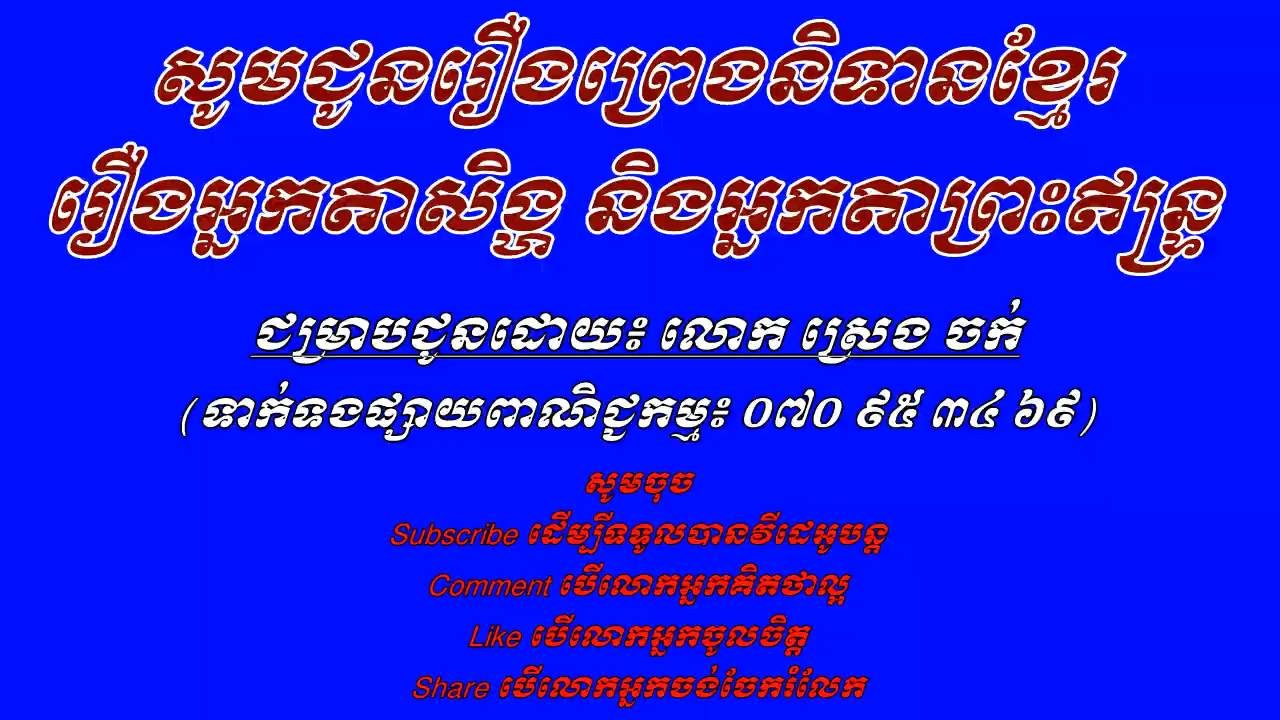 សូមជូនរឿងព្រេងនិទានខ្មែរ
រឿងអ្នកតាសិង្ហ និងអ្នកតាព្រះឥន្ទ្រ
ជម្រាបជូនដោយ៖ លោក ស្រេង ចក់
(ទាក់ទងផ្សាយពាណិជ្ជកម្ម៖ ០៧០ ៩៥ ៣៤ ៦៩)
សូមចុច
Subscribe ដើម្បីទទួលបានវីដេអូបន្ត
Comment បើលោកអ្នកគិតថាល្អ
Like បើលោកអ្នកចូលចិត្ត
Share បើលោកអ្នកចង់ចែករំលែក